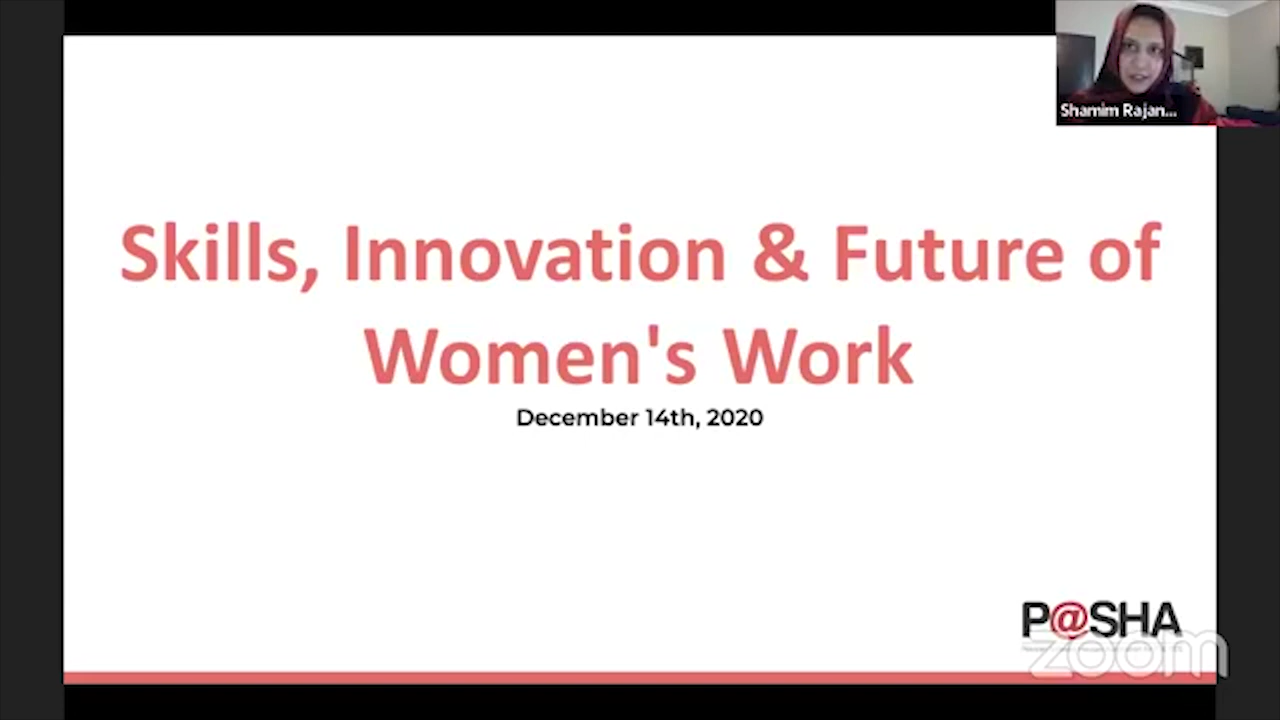 Shamim Rajan...
Skills, Innovation & Future of
Women's Work
December 14th, 2020
P@SHA
zoom